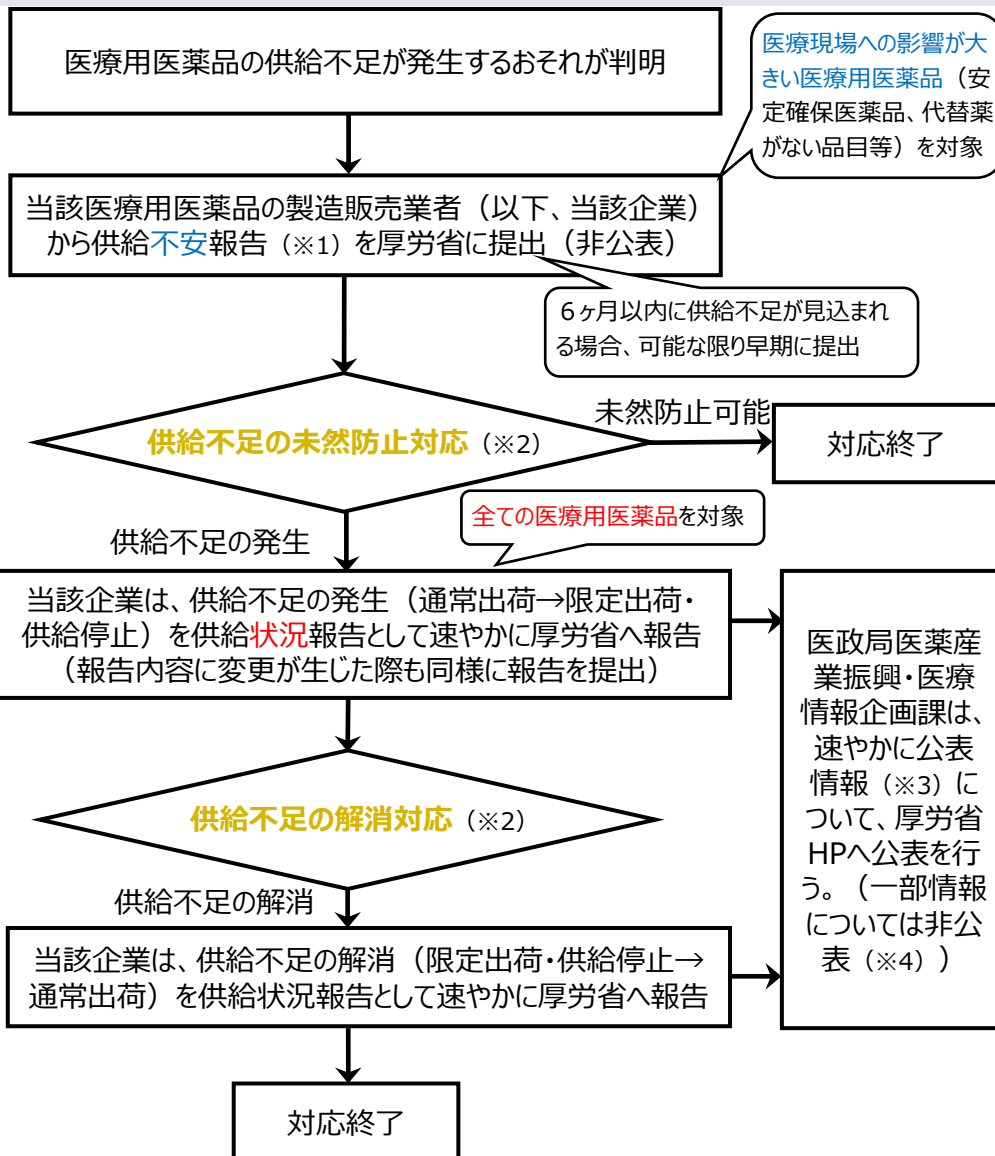 医療用医薬品の供給不足が発生するおそれが判明
医療現場への影響が大
きい医療用医薬品（安
定確保医薬品、代替薬
がない品目等）を対象
当該医療用医薬品の製造販売業者（以下、当該企業）
から供給不安報告（※1）を厚労省に提出（非公表）
６ヶ月以内に供給不足が見込まれ
る場合、可能な限り早期に提出
供給不足の未然防止対応（※2）
未然防止可能
対応終了
供給不足の発生
全ての医療用医薬品を対象
当該企業は、供給不足の発生（通常出荷→限定出荷・
供給停止）を供給状況報告として速やかに厚労省へ報告
（報告内容に変更が生じた際も同様に報告を提出）
医政局医薬産
業振興・医療
情報企画課は、
速やかに公表
情報（※3）に
ついて、厚労省
HPへ公表を行
う。（一部情報
については非公
表（※4））
供給不足の解消対応（※2）
供給不足の解消
当該企業は、供給不足の解消（限定出荷・供給停止→
通常出荷）を供給状況報告として速やかに厚労省へ報告
対応終了